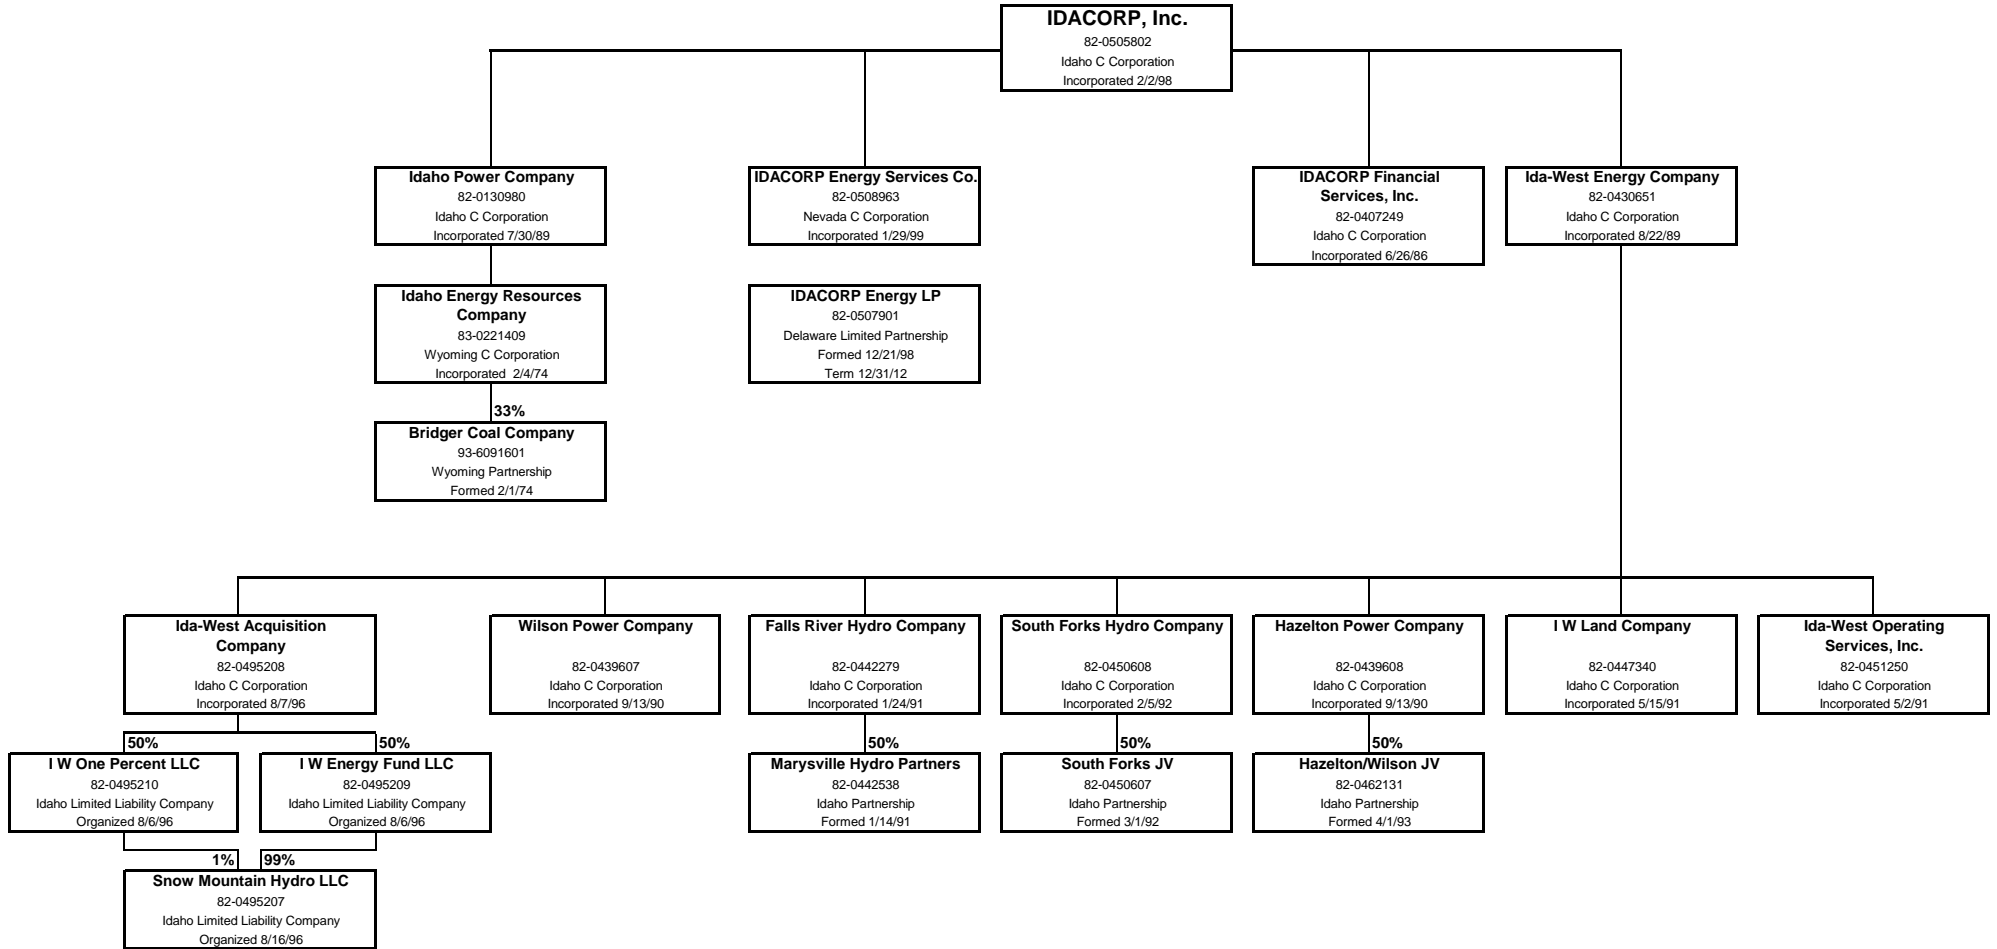 IDACORP, Inc.
82-0505802
Idaho C Corporation
Incorporated 2/2/98
Idaho Power Company
82-0130980
Idaho C Corporation
Incorporated 7/30/89
IDACORP Energy Services Co.
82-0508963
Nevada C Corporation
Incorporated 1/29/99
IDACORP Financial
Services, Inc.
82-0407249
Idaho C Corporation
Incorporated 6/26/86
Ida-West Energy Company
82-0430651
Idaho C Corporation
Incorporated 8/22/89
Idaho Energy Resources
Company
83-0221409
Wyoming C Corporation
Incorporated 2/4/74
IDACORP Energy LP
82-0507901
Delaware Limited Partnership
Formed 12/21/98
Term 12/31/12
33%
Bridger Coal Company
93-6091601
Wyoming Partnership
Formed 2/1/74
Ida-West Acquisition
Company
82-0495208
Idaho C Corporation
Incorporated 8/7/96
Wilson Power Company
82-0439607
Idaho C Corporation
Incorporated 9/13/90
Falls River Hydro Company
82-0442279
Idaho C Corporation
Incorporated 1/24/91
South Forks Hydro Company
82-0450608
Idaho C Corporation
Incorporated 2/5/92
Hazelton Power Company
82-0439608
Idaho C Corporation
Incorporated 9/13/90
I W Land Company
82-0447340
Idaho C Corporation
Incorporated 5/15/91
Ida-West Operating
Services, Inc.
82-0451250
Idaho C Corporation
Incorporated 5/2/91
50%
I W One Percent LLC
82-0495210
Idaho Limited Liability Company
Organized 8/6/96
50%
I W Energy Fund LLC
82-0495209
Idaho Limited Liability Company
Organized 8/6/96
50%
Marysville Hydro Partners
82-0442538
Idaho Partnership
Formed 1/14/91
50%
South Forks JV
82-0450607
Idaho Partnership
Formed 3/1/92
50%
Hazelton/Wilson JV
82-0462131
Idaho Partnership
Formed 4/1/93
1%
99%
Snow Mountain Hydro LLC
82-0495207
Idaho Limited Liability Company
Organized 8/16/96